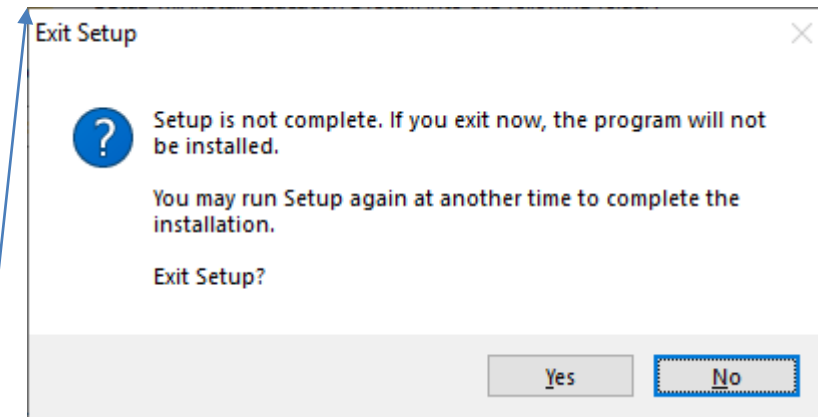 Exit Setup
Setup is not complete. If you exit now, the program will not
be installed.
You may run Setup again at another time to complete the
installation.
Exit Setup?
Yes
No